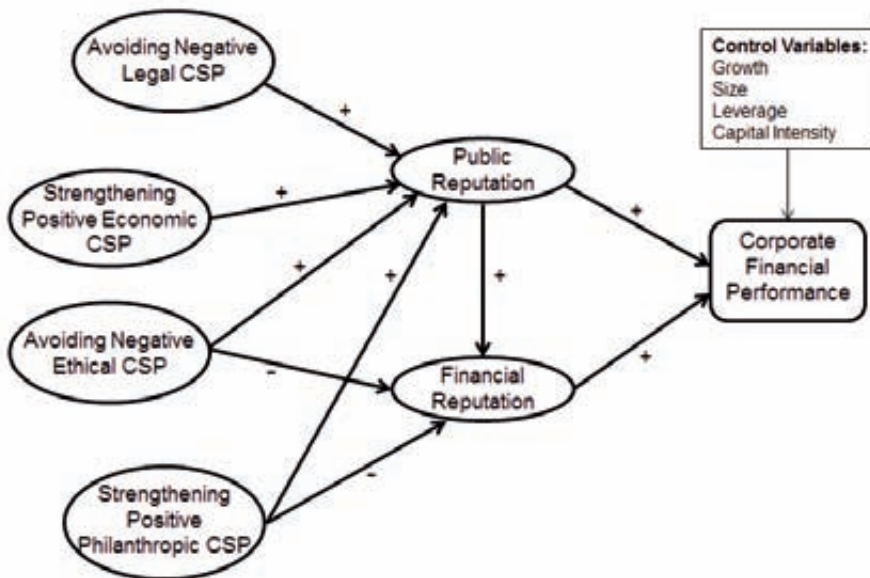 Avoiding Negative
Legal CSP
Control Variables:
Growth
Size
Leverage
Capital Intensity
+
Public
Reputation
Strengthening
Positive Economic
CSP
+
+
+
+
+
Corporate
Financial
Performance
Avoiding Negative
Ethical CSP
-
Financial
Reputation
+
-
Strengthening
Positive
Philanthropic CSP